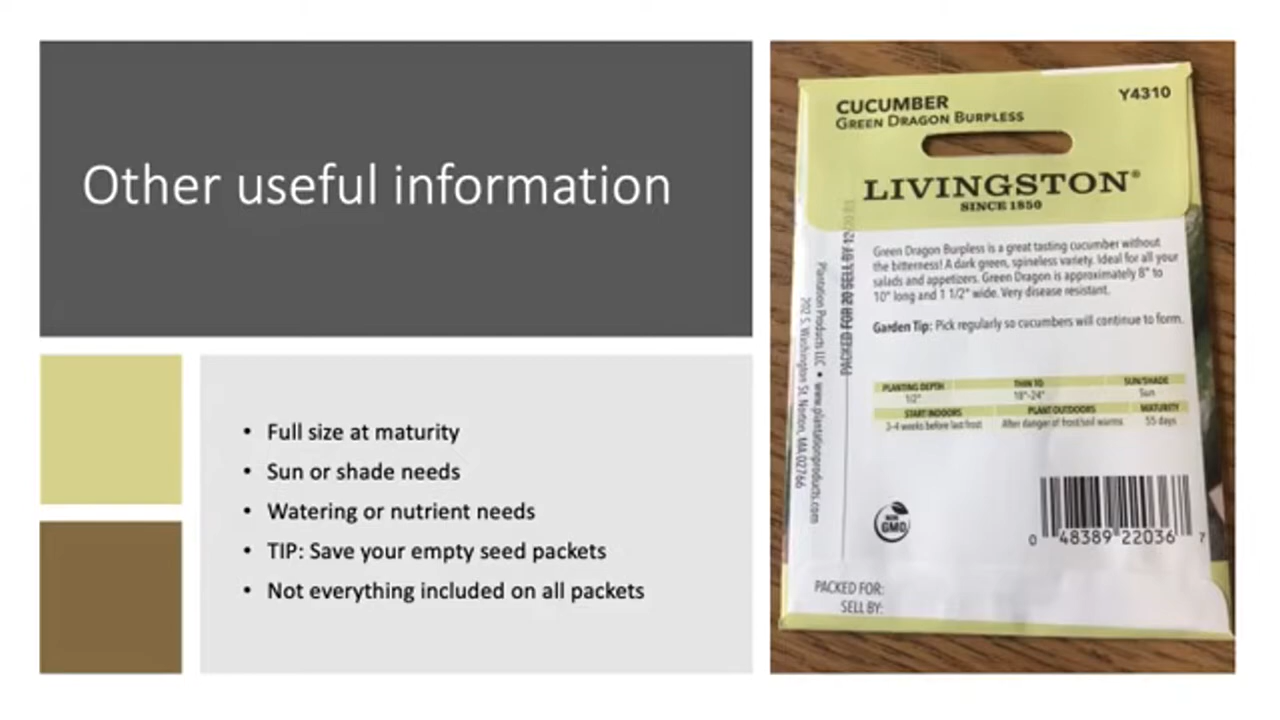 Other useful information
• Full size at maturity
• Sun or shade needs
• Watering or nutrient needs
• TIP: Save your empty seed packets
• Not everything included on all packets
CUCUMBER
GREEN DRAGON BURPLESS
Y4310
LIVINGSTON®
SINCE 1850
Green Dragon Burpless is a great tasting cucumber without
the bitterness! A dark green, spineless variety. Ideal for all your
salads and appetizers. Green Dragon is approximately 8" to
10" long and 1 1/2" wide. Very disease resistant.
Garden Tip: Pick regularly so cucumbers will continue to form.
PLANTING DEPTH THIN TO SUN/SHADE
1/2" 18"-24" Sun
START INDOORS PLANT OUTDOORS MATURITY
3-4 weeks before last frost After danger of frost/soil warms 55 days
PACKED FOR 20 SELL BY 12
Plantation Products LLC • www.plantationproducts.com
202 S. Washington St. Norton, MA 02766
NON
GMO
0 48389 22036 7
PACKED FOR:
SELL BY: